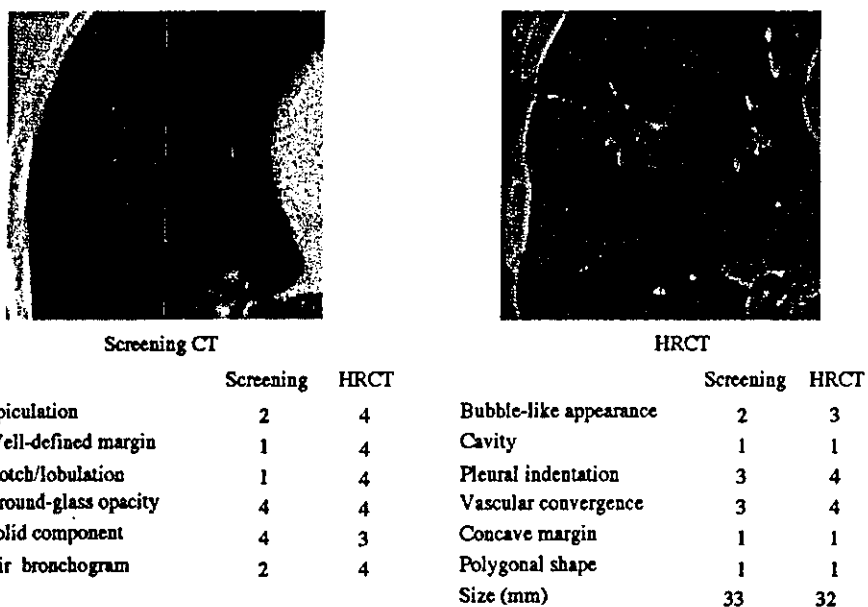 Screening CT
HRCT
Screening HRCT
piculation 2 4
ell-defined margin 1 4
otch/lobulation 1 4
round-glass opacity 4 4
olid component 4 3
ir bronchogram 2 4
Screening HRCT
Bubble-like appearance 2 3
Cavity 1 1
Pleural indentation 3 4
Vascular convergence 3 4
Concave margin 1 1
Polygonal shape 1 1
Size (mm) 33 32